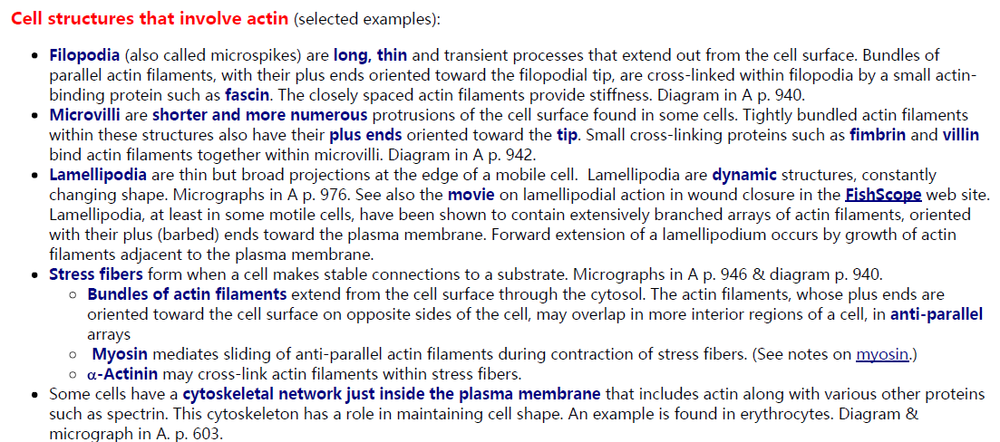 Cell structures that involve actin (selected examples):
• Filopodia (also called microspikes) are long, thin and transient processes that extend out from the cell surface. Bundles of
parallel actin filaments, with their plus ends oriented toward the filopodial tip, are cross-linked within filopodia by a small actin-
binding protein such as fascin. The closely spaced actin filaments provide stiffness. Diagram in A p. 940.
• Microvilli are shorter and more numerous protrusions of the cell surface found in some cells. Tightly bundled actin filaments
within these structures also have their plus ends oriented toward the tip. Small cross-linking proteins such as fimbrin and villin
bind actin filaments together within microvilli. Diagram in A p. 942.
• Lamellipodia are thin but broad projections at the edge of a mobile cell. Lamellipodia are dynamic structures, constantly
changing shape. Micrographs in A p. 976. See also the movie on lamellipodial action in wound closure in the FishScope web site.
Lamellipodia, at least in some motile cells, have been shown to contain extensively branched arrays of actin filaments, oriented
with their plus (barbed) ends toward the plasma membrane. Forward extension of a lamellipodium occurs by growth of actin
filaments adjacent to the plasma membrane.
• Stress fibers form when a cell makes stable connections to a substrate. Micrographs in A p. 946 & diagram p. 940.
○ Bundles of actin filaments extend from the cell surface through the cytosol. The actin filaments, whose plus ends are
oriented toward the cell surface on opposite sides of the cell, may overlap in more interior regions of a cell, in anti-parallel
arrays
○ Myosin mediates sliding of anti-parallel actin filaments during contraction of stress fibers. (See notes on myosin.)
○ α-Actinin may cross-link actin filaments within stress fibers.
• Some cells have a cytoskeletal network just inside the plasma membrane that includes actin along with various other proteins
such as spectrin. This cytoskeleton has a role in maintaining cell shape. An example is found in erythrocytes. Diagram &
micrograph in A. p. 603.